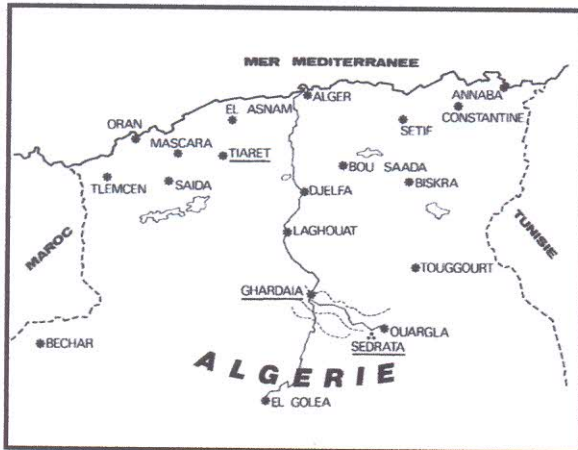 MER MEDITERRANEE
ALGER
ANNABA
EL ASNAM
CONSTANTINE
ORAN
SETIF
MASCARA
TIARET
BOU SAADA
TLEMCEN
SAIDA
DJELFA
BISKRA
LAGHOUAT
MAROC
TUNISIE
TOUGGOURT
GHARDAIA
OUARGLA
BECHAR
SEDRATA
ALGERIE
EL GOLEA